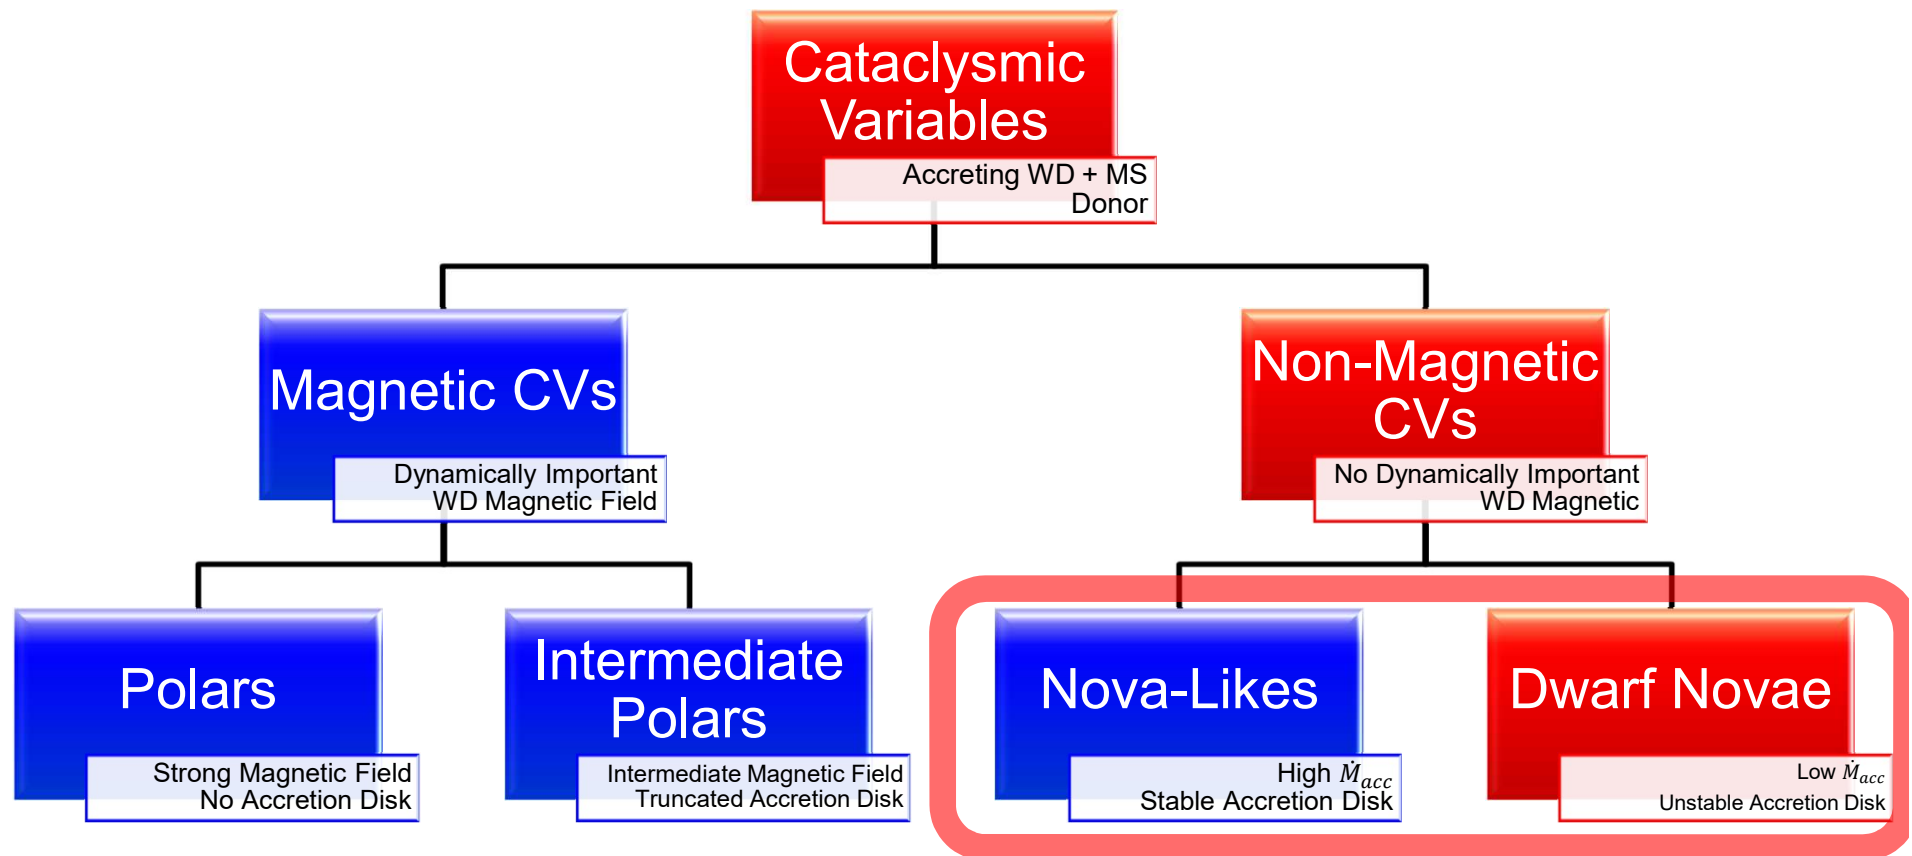 Cataclysmic
Variables
Accreting WD + MS
Donor
Magnetic CVs
Dynamically Important
WD Magnetic Field
Non-Magnetic
CVs
No Dynamically Important
WD Magnetic
Polars
Strong Magnetic Field
No Accretion Disk
Intermediate
Polars
Intermediate Magnetic Field
Truncated Accretion Disk
Nova-Likes
High Ṁ_acc
Stable Accretion Disk
Dwarf Novae
Low Ṁ_acc
Unstable Accretion Disk